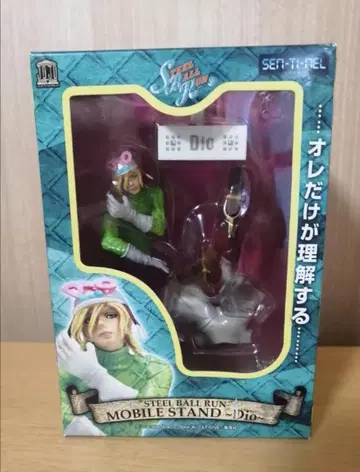 STEEL BALL RUN
SEN-TI-NEL
Dio
……オレだけが理解する……
"STEEL BALL RUN"
MOBILE STAND ~Dio~